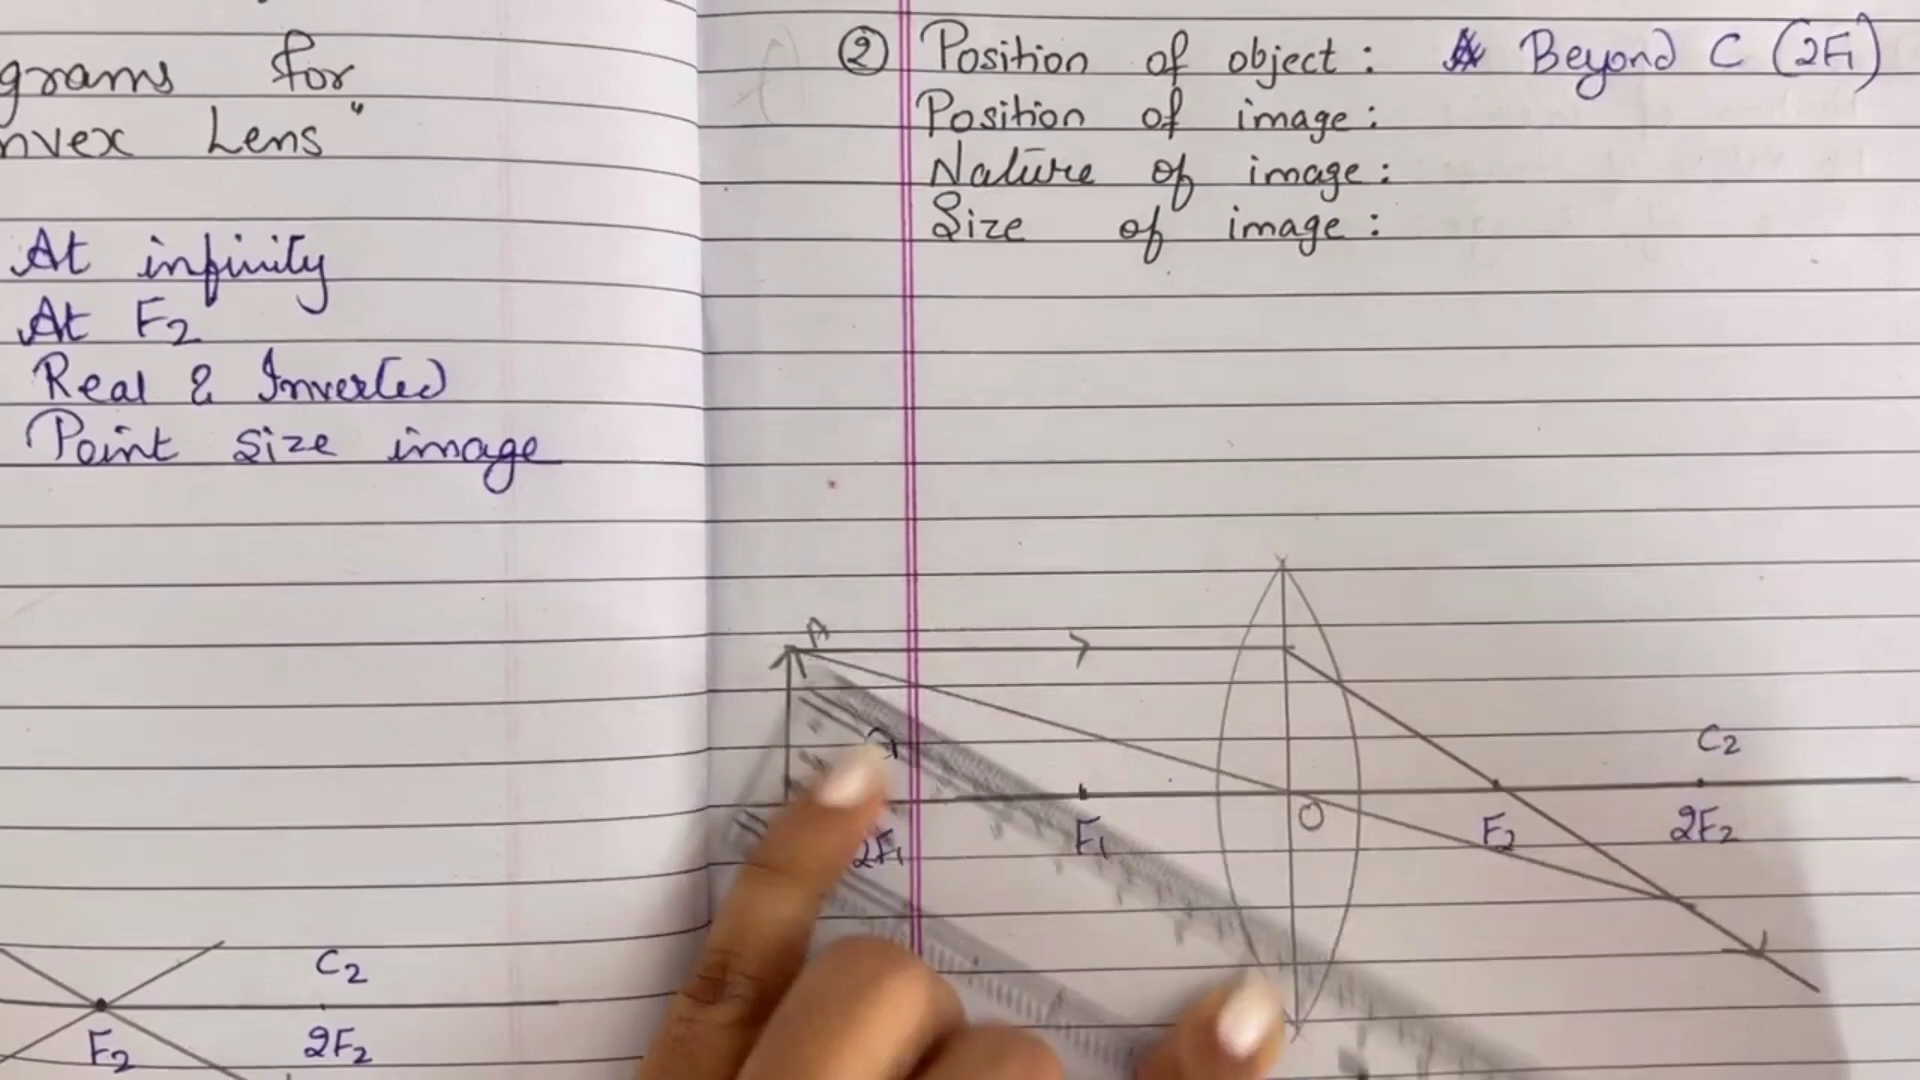 grams for
nvex Lens"
At infinity
At F2
Real & Inverted
Point size image
C2
F2
2F2
② Position of object: Beyond C (2F1)
Position of image:
Nature of image:
Size of image:
A
C2
2F1
F1
O
F2
2F2